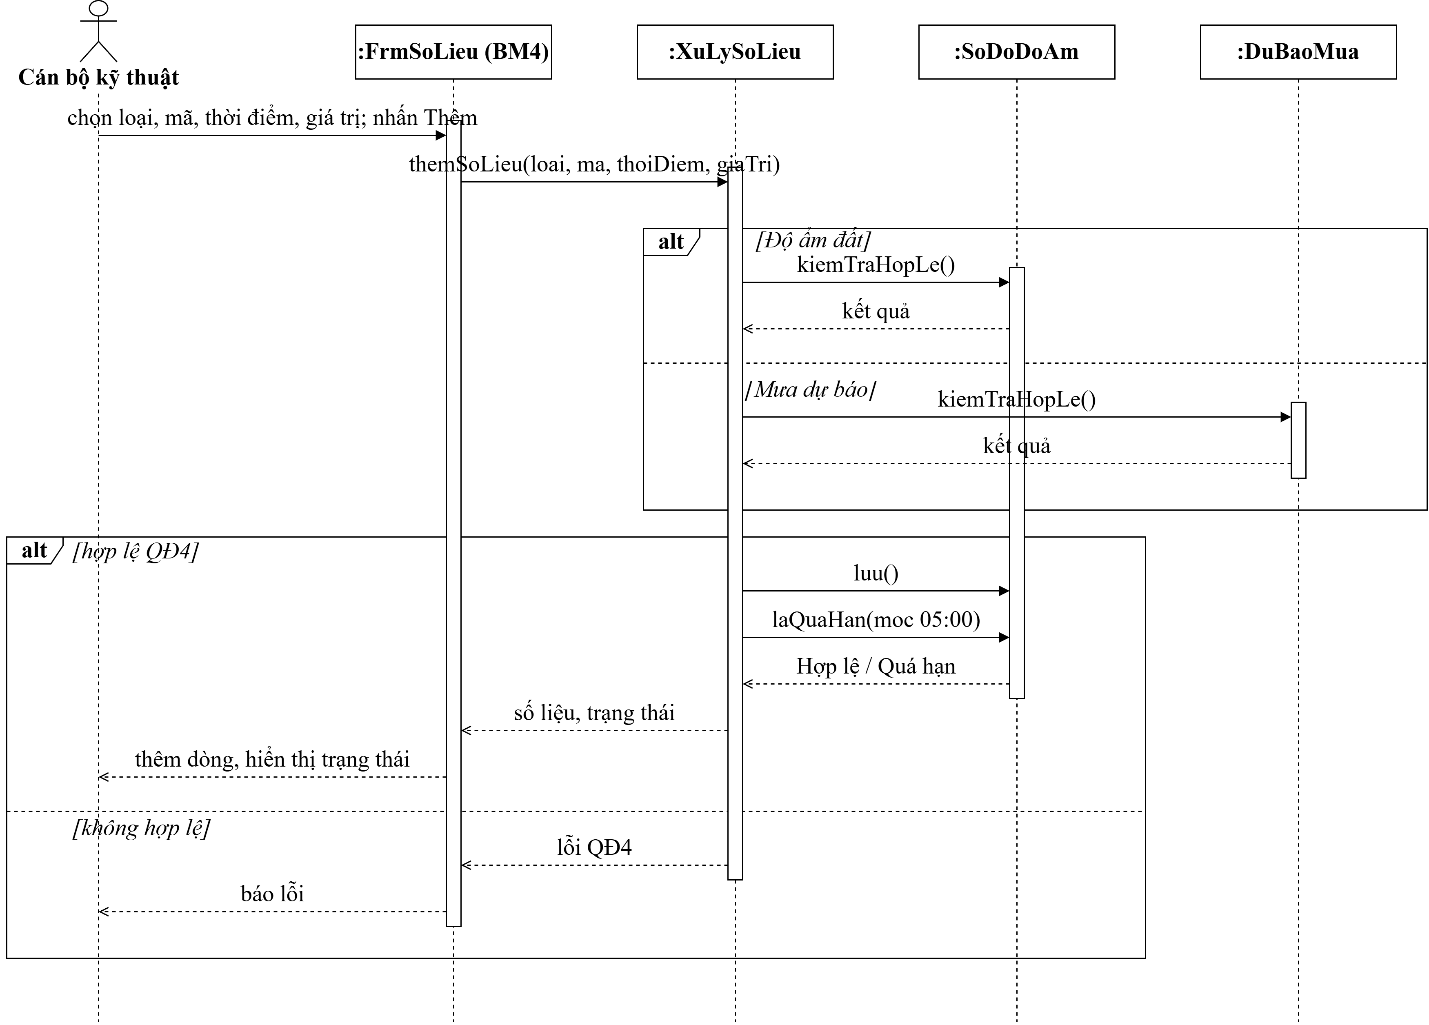 :FrmSoLieu (BM4)
:XuLySoLieu
:SoDoDoAm
:DuBaoMua
Cán bộ kỹ thuật
chọn loại, mã, thời điểm, giá trị; nhấn Thêm
themSoLieu(loai, ma, thoiDiem, giaTri)
alt
[Độ ẩm đất]
kiemTraHopLe()
kết quả
[Mưa dự báo]
kiemTraHopLe()
kết quả
alt
[hợp lệ QĐ4]
luu()
laQuaHan(moc 05:00)
Hợp lệ / Quá hạn
số liệu, trạng thái
thêm dòng, hiển thị trạng thái
[không hợp lệ]
lỗi QĐ4
báo lỗi